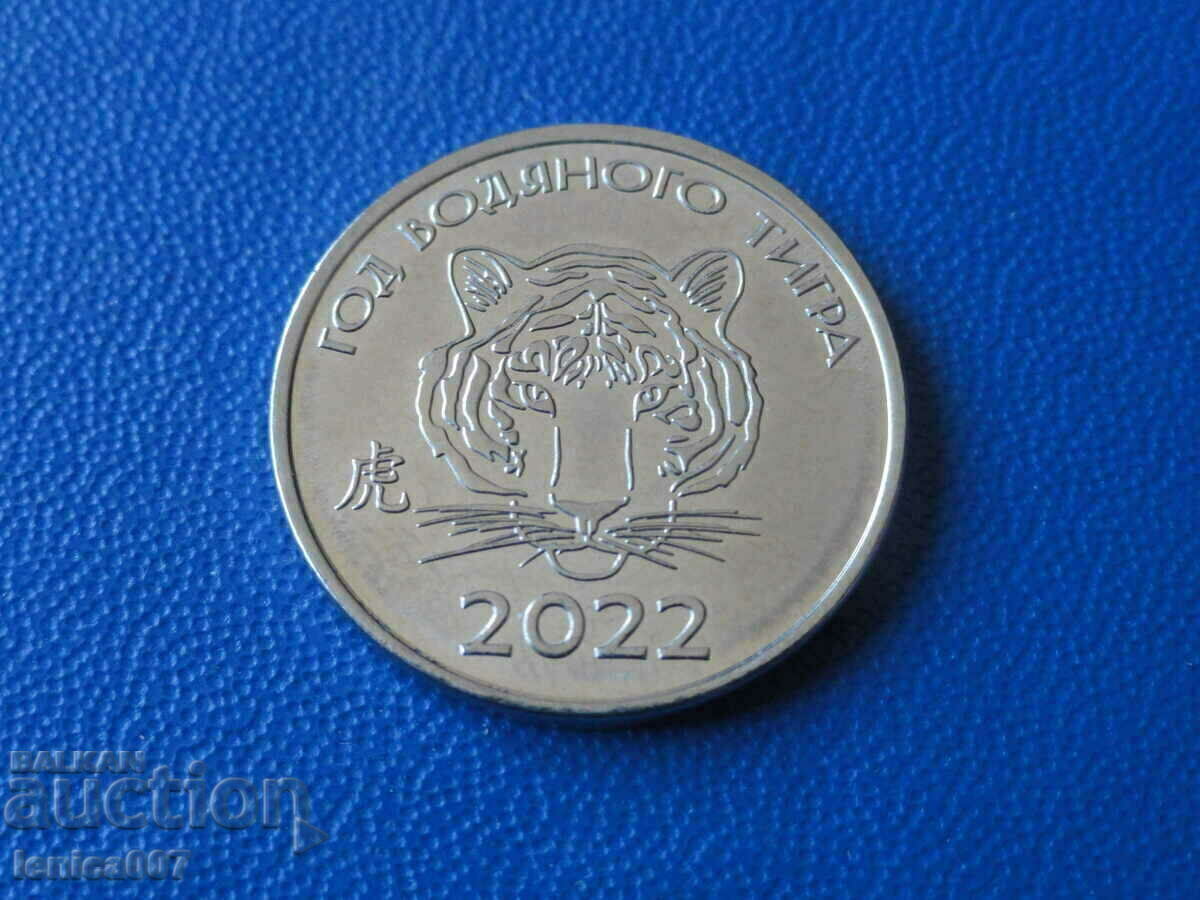 ГОД ВОДЯНОГО ТИГРА
虎
2022
BALKAN
auction
lenica007